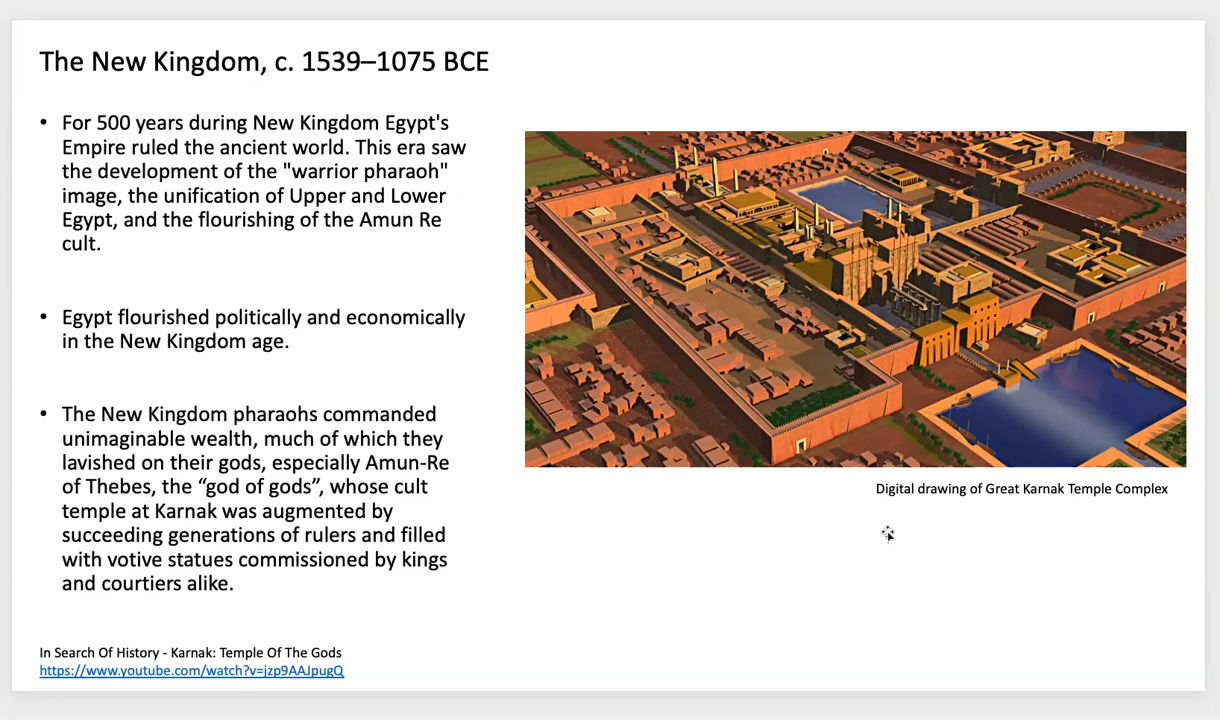 The New Kingdom, c. 1539–1075 BCE
• For 500 years during New Kingdom Egypt's
Empire ruled the ancient world. This era saw
the development of the "warrior pharaoh"
image, the unification of Upper and Lower
Egypt, and the flourishing of the Amun Re
cult.
• Egypt flourished politically and economically
in the New Kingdom age.
• The New Kingdom pharaohs commanded
unimaginable wealth, much of which they
lavished on their gods, especially Amun-Re
of Thebes, the “god of gods”, whose cult
temple at Karnak was augmented by
succeeding generations of rulers and filled
with votive statues commissioned by kings
and courtiers alike.
Digital drawing of Great Karnak Temple Complex
In Search Of History - Karnak: Temple Of The Gods
https://www.youtube.com/watch?v=jzp9AAJpugQ